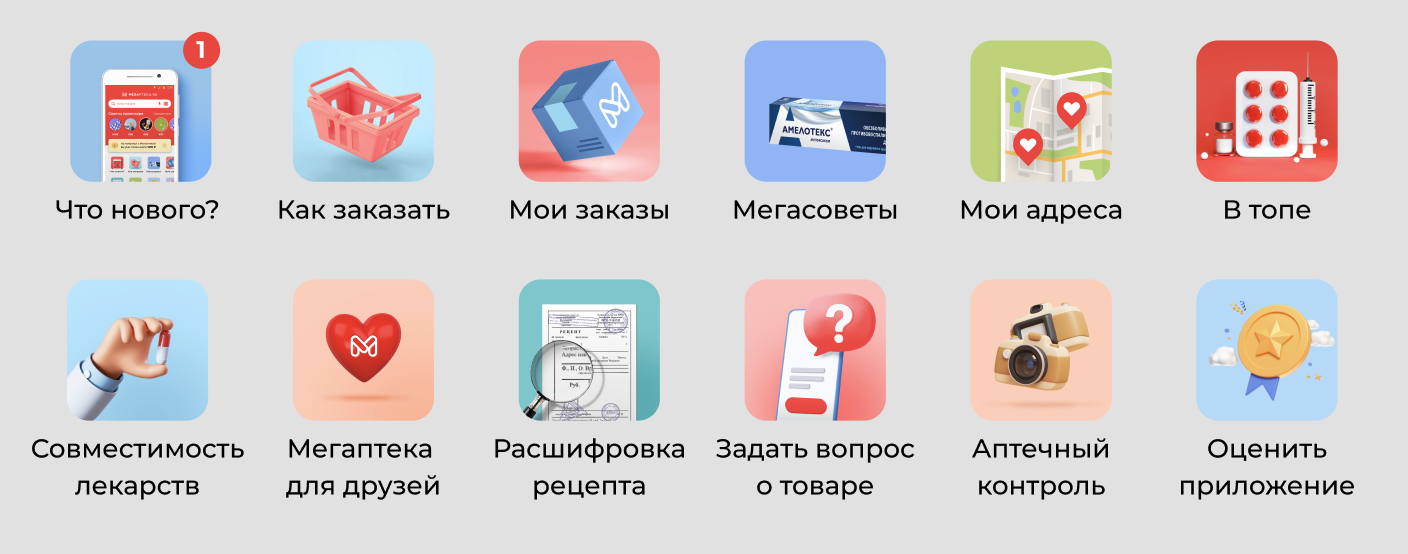 1
Что нового?
Как заказать
Мои заказы
АМЕЛОТЕКС
Мегасоветы
Мои адреса
В топе
Совместимость
лекарств
Мегаптека
для друзей
РЕЦЕПТ
Руб.
Расшифровка
рецепта
?
Задать вопрос
о товаре
Аптечный
контроль
Оценить
приложение